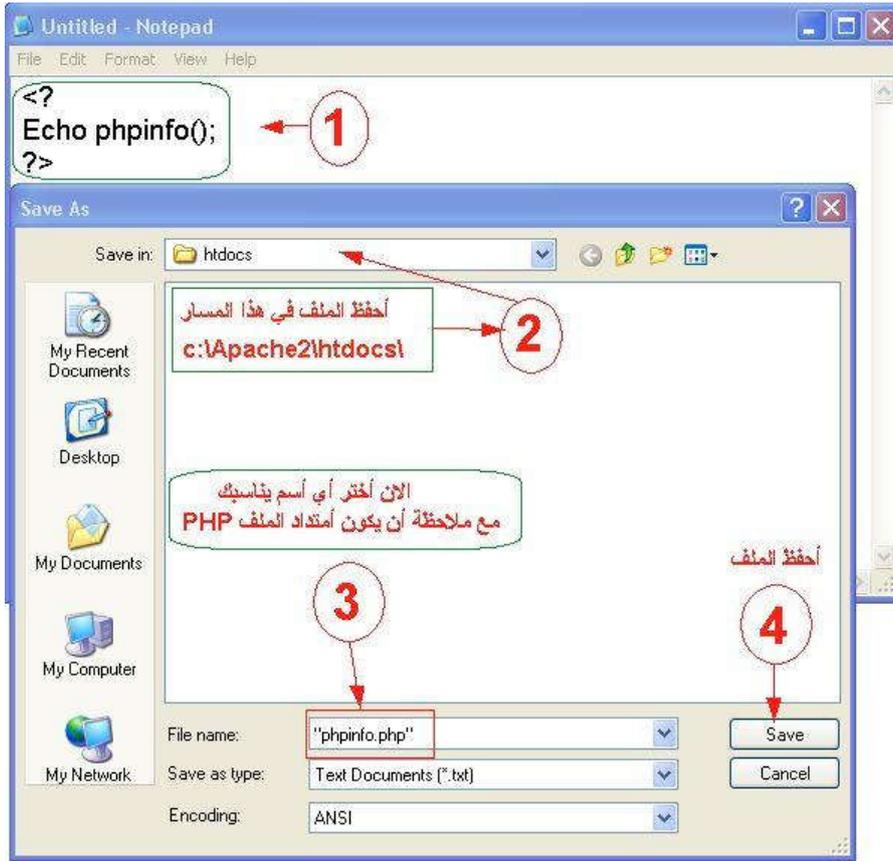 Untitled - Notepad
File Edit Format View Help
<?
Echo phpinfo();
?>
1
Save As
Save in: htdocs
أحفظ الملف في هذا المسار
c:\Apache2\htdocs\
2
My Recent
Documents
Desktop
الان أختر أي أسم يناسبك
مع ملاحظة أن يكون أمتداد الملف PHP
My Documents
أحفظ الملف
3
4
My Computer
File name: "phpinfo.php" Save
My Network Save as type: Text Documents (*.txt) Cancel
Encoding: ANSI